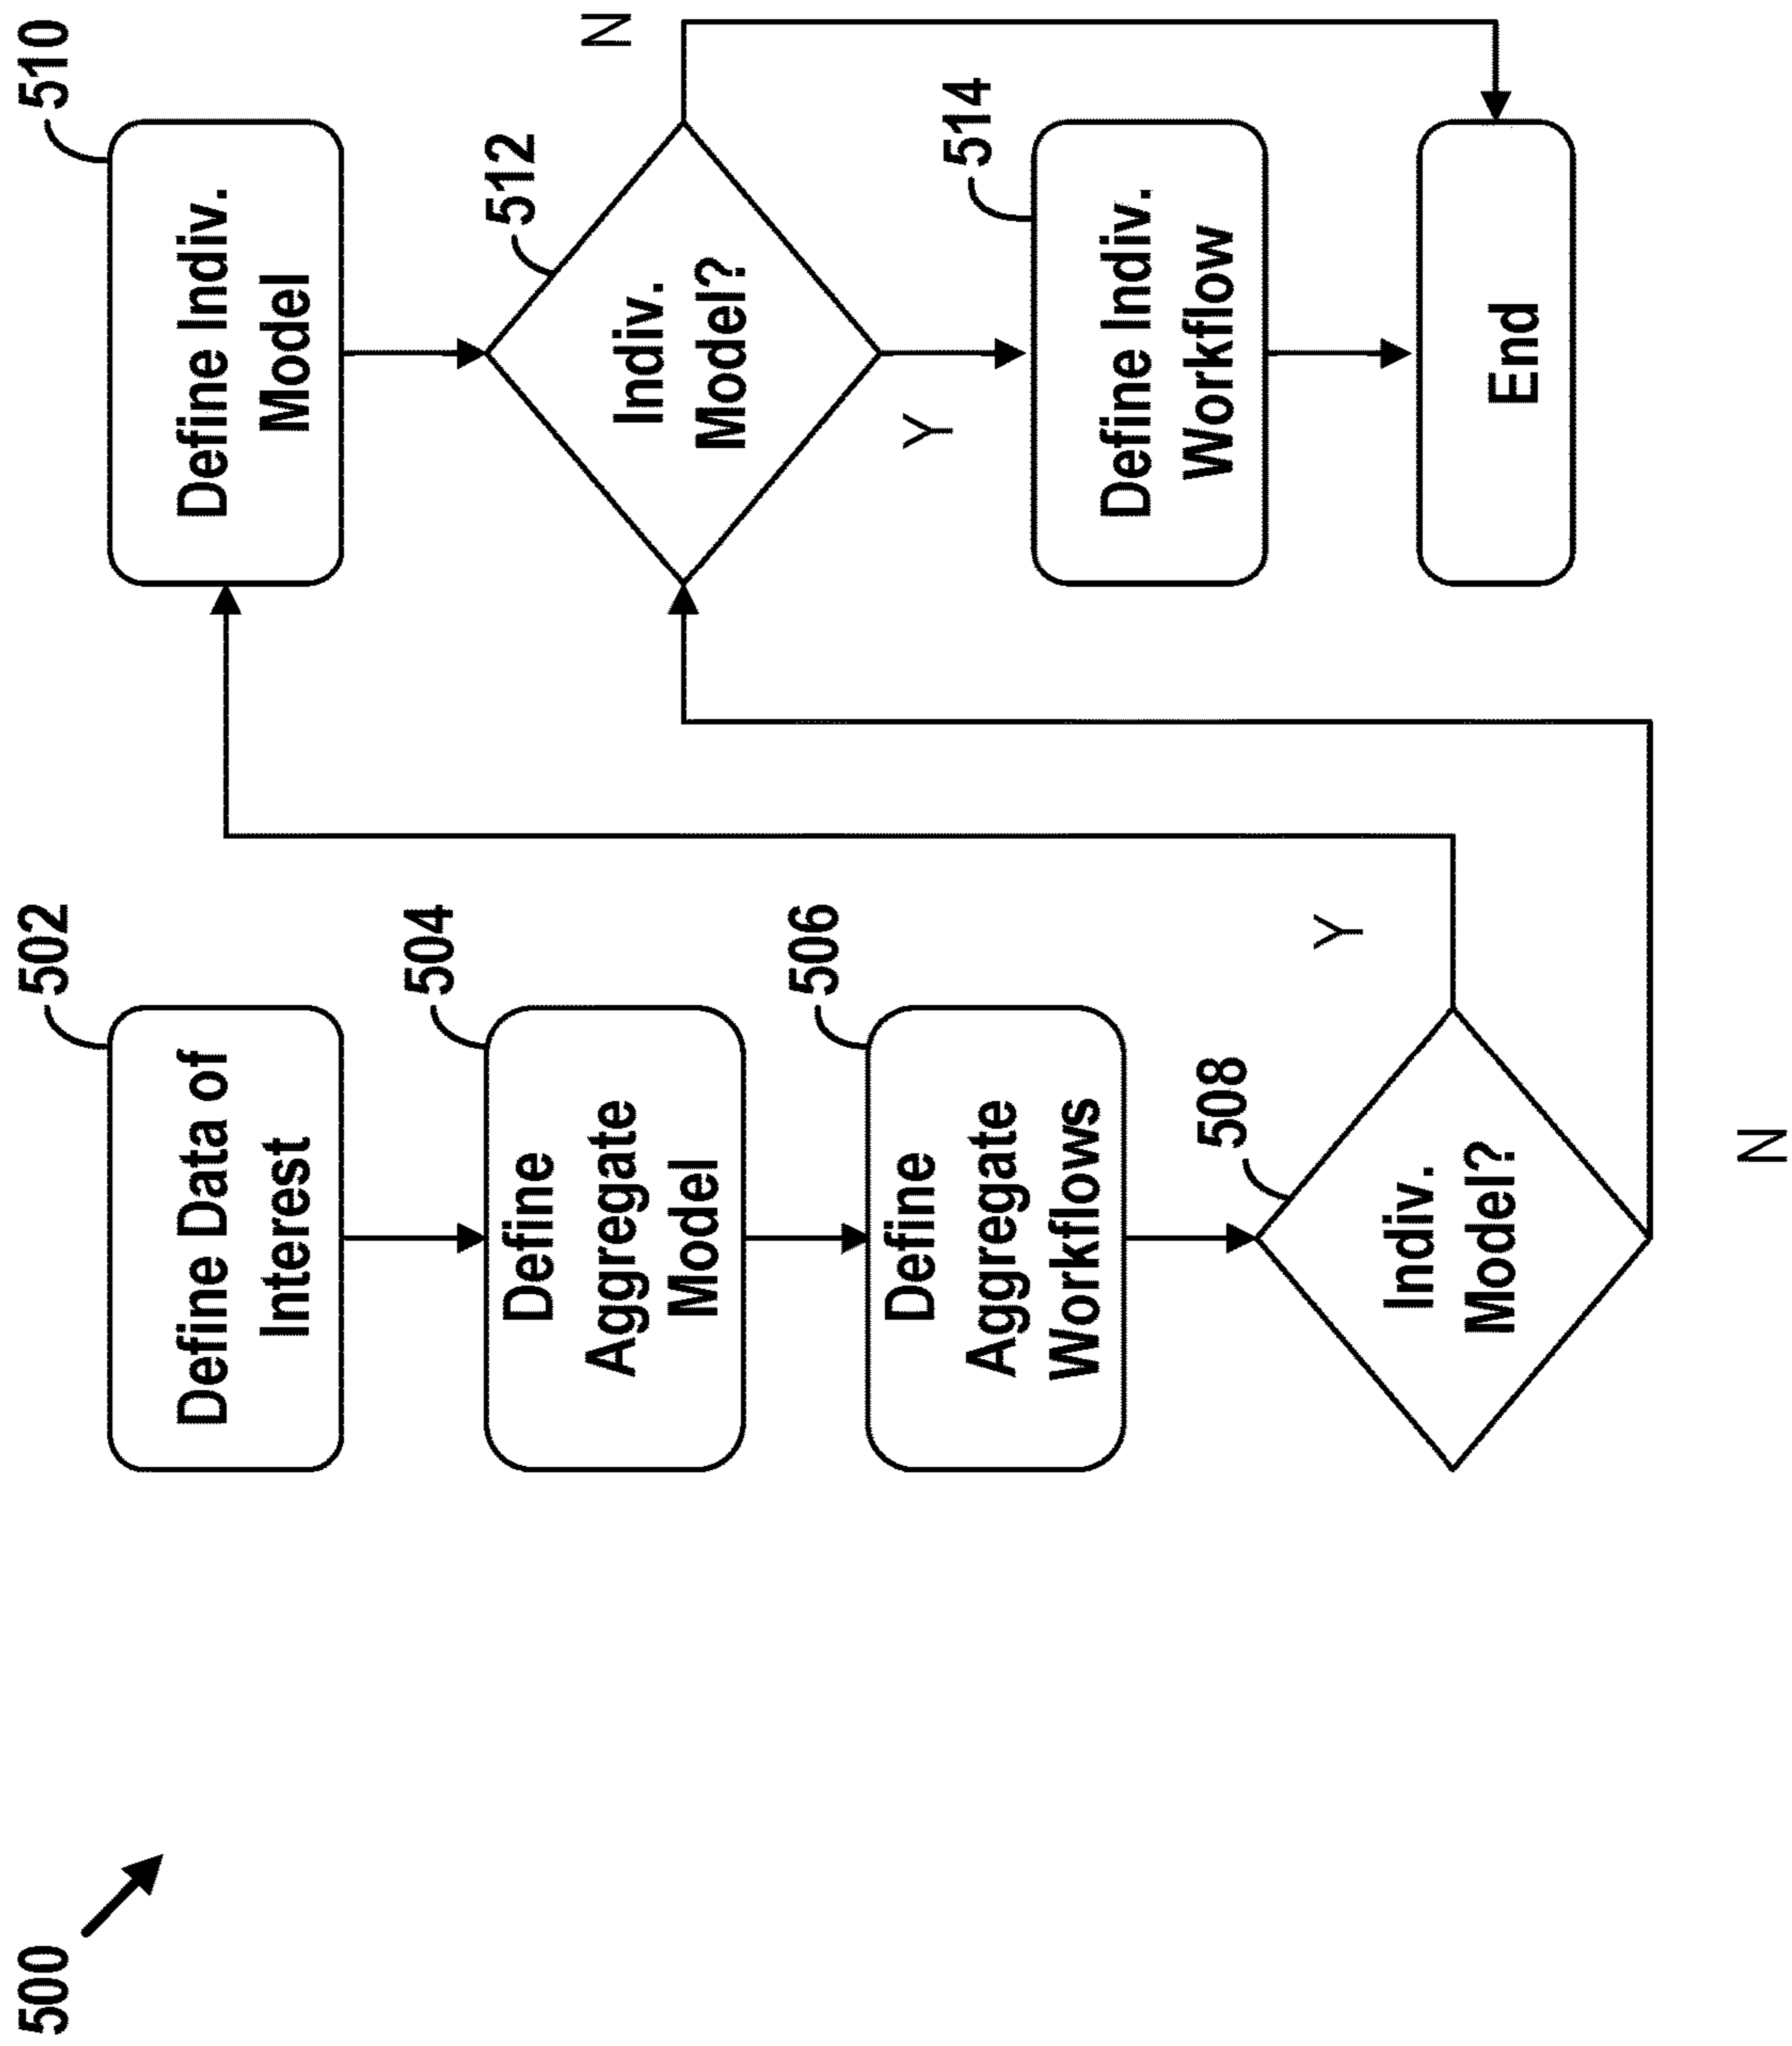 500
502
Define Data of
Interest
504
Define
Aggregate
Model
506
Define
Aggregate
Workflows
508
Indiv.
Model?
Y
N
510
Define Indiv.
Model
512
Indiv.
Model?
N
Y
514
Define Indiv.
Workflow
End